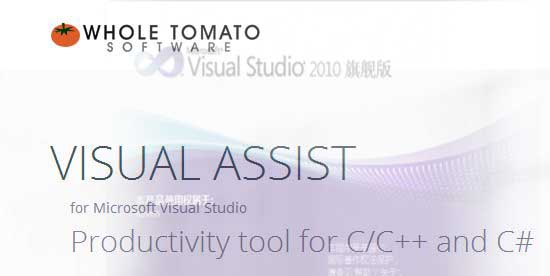 WHOLE TOMATO
SOFTWARE
Visual Studio 2010 旗舰版
VISUAL ASSIST
for Microsoft Visual Studio
Productivity tool for C/C++ and C#